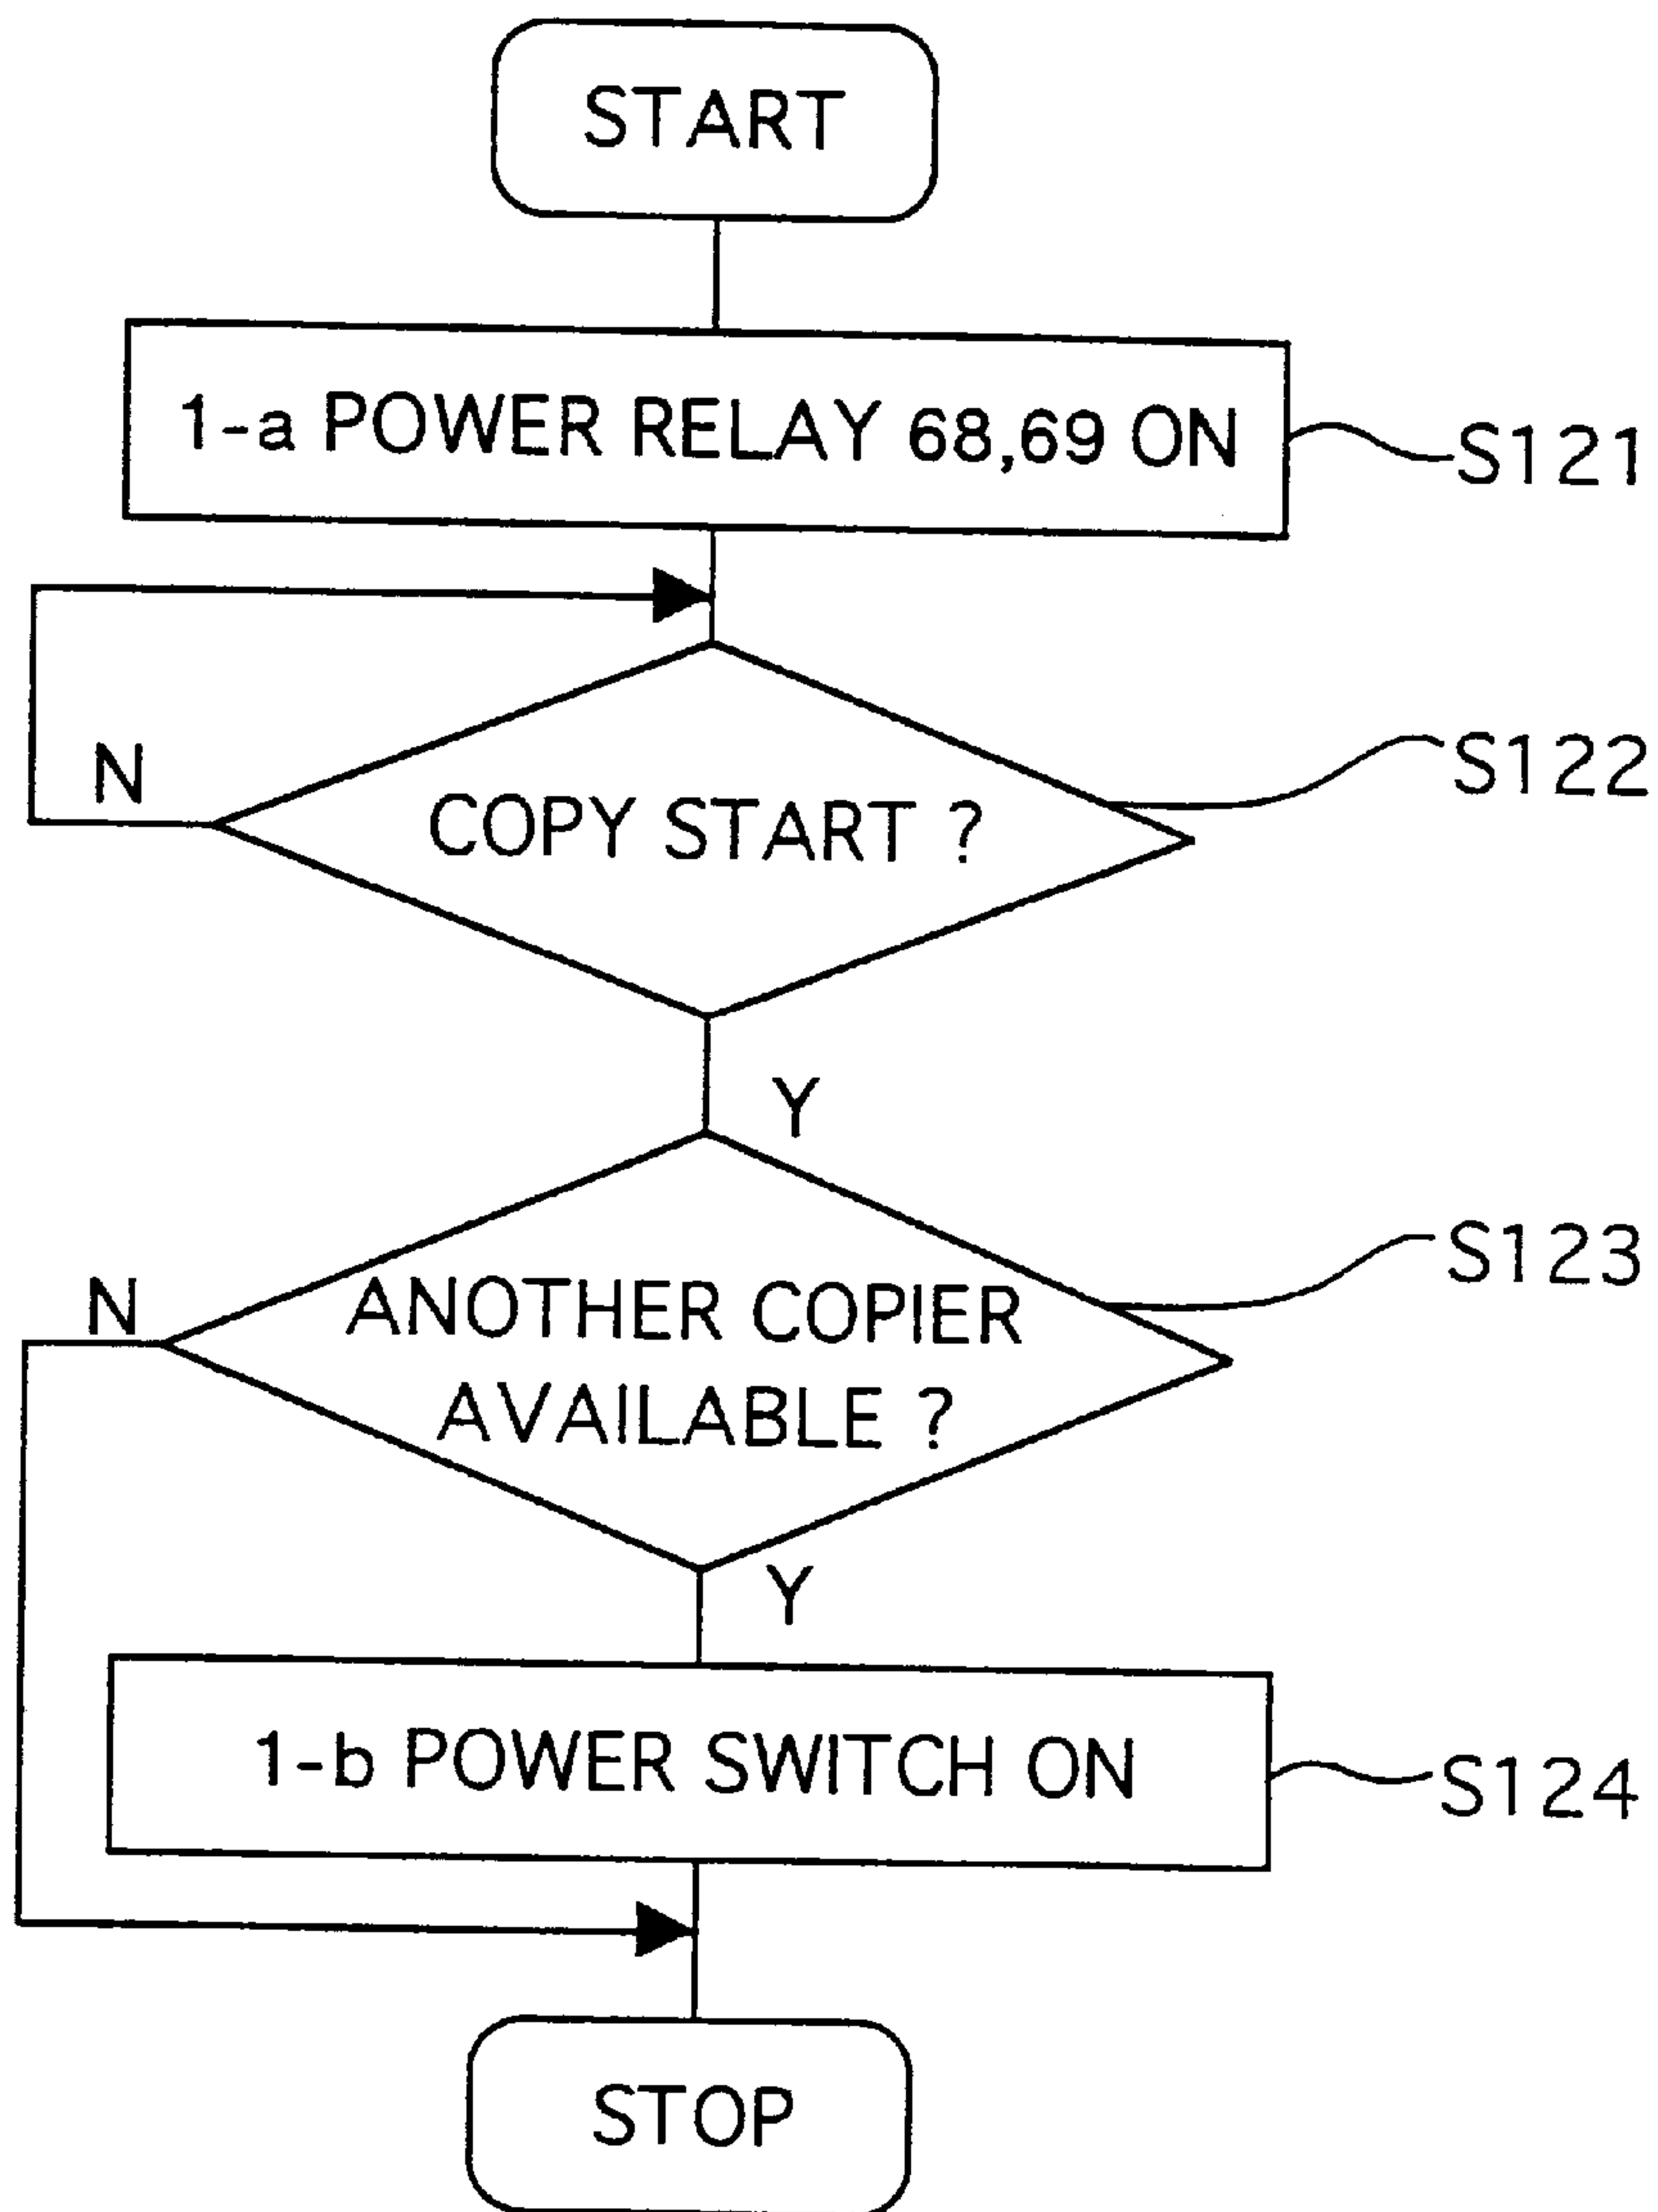 START
1-a POWER RELAY 68,69 ON
S121
N
COPY START ?
S122
Y
N
ANOTHER COPIER
AVAILABLE ?
S123
Y
1-b POWER SWITCH ON
S124
STOP